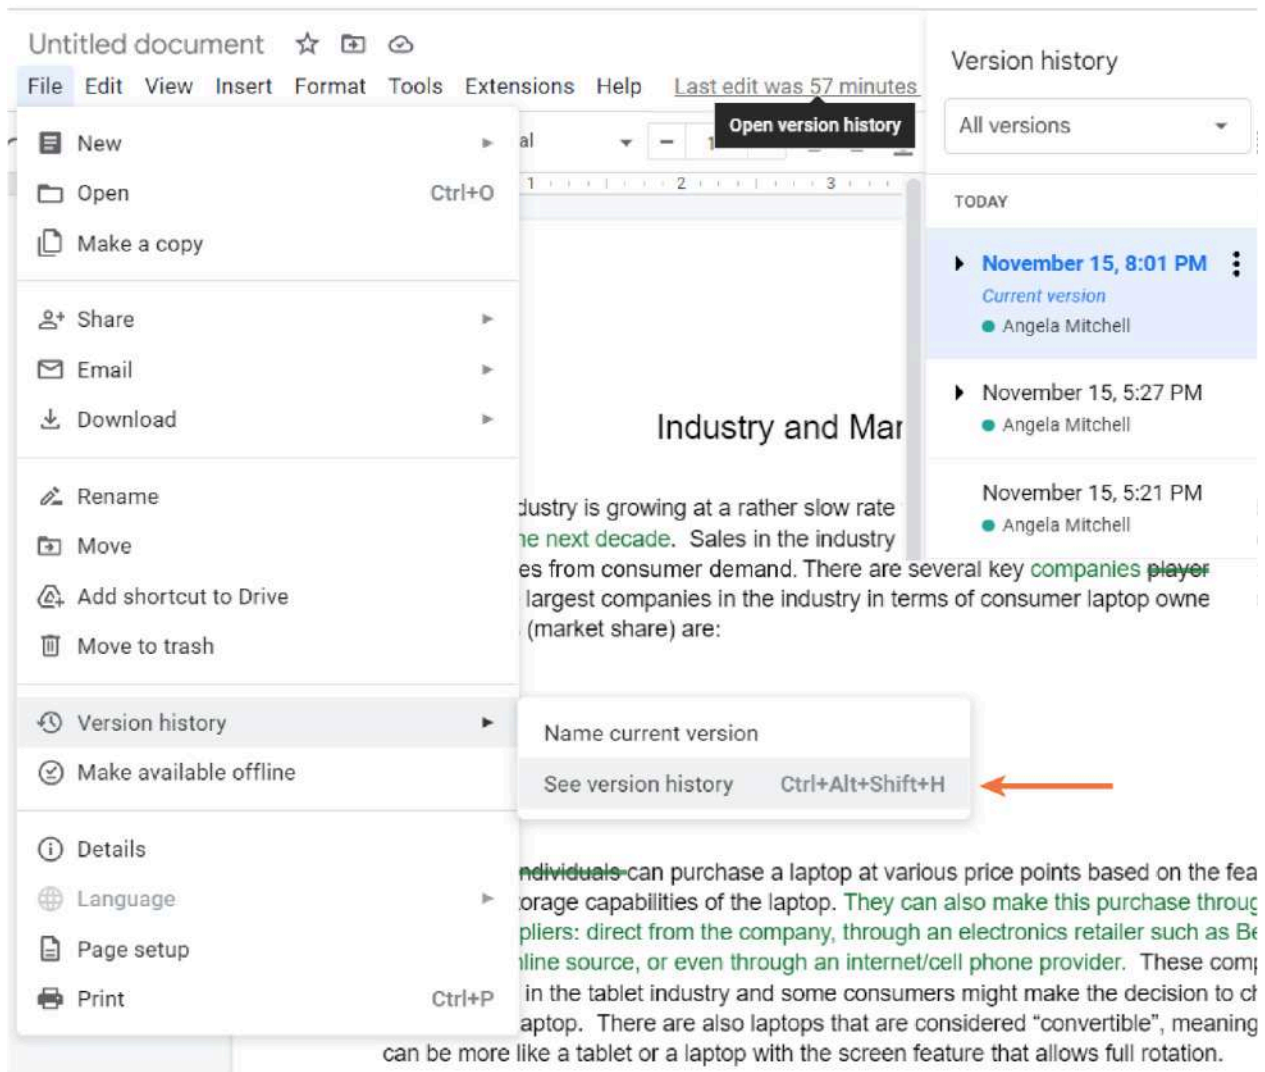 Untitled document
File Edit View Insert Format Tools Extensions Help Last edit was 57 minutes
Open version history
New
al
1
1 2 3
Open Ctrl+O
Make a copy
Share
Email
Download
Rename
Move
Add shortcut to Drive
Move to trash
Version history
Make available offline
Details
Language
Page setup
Print Ctrl+P
Name current version
See version history Ctrl+Alt+Shift+H
Version history
All versions
TODAY
November 15, 8:01 PM
Current version
Angela Mitchell
November 15, 5:27 PM
Angela Mitchell
November 15, 5:21 PM
Angela Mitchell
Industry and Mar
dustry is growing at a rather slow rate
he next decade. Sales in the industry
es from consumer demand. There are several key companies player
largest companies in the industry in terms of consumer laptop owne
(market share) are:
ndividuals can purchase a laptop at various price points based on the fea
orage capabilities of the laptop. They can also make this purchase throug
pliers: direct from the company, through an electronics retailer such as Be
nline source, or even through an internet/cell phone provider. These comp
in the tablet industry and some consumers might make the decision to ch
aptop. There are also laptops that are considered “convertible”, meaning
can be more like a tablet or a laptop with the screen feature that allows full rotation.